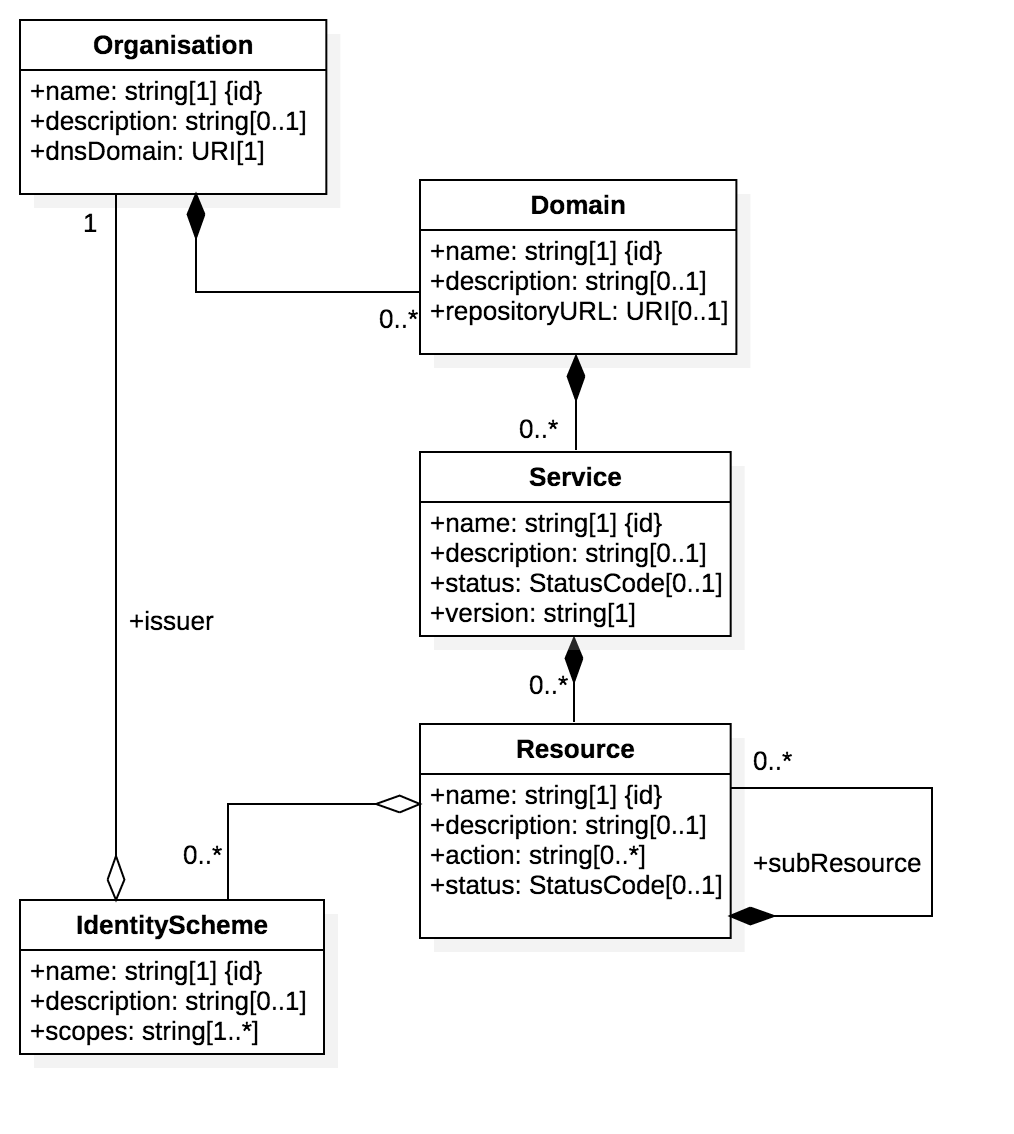 Organisation
+name: string[1] {id}
+description: string[0..1]
+dnsDomain: URI[1]
1
Domain
+name: string[1] {id}
+description: string[0..1]
+repositoryURL: URI[0..1]
0..*
0..*
Service
+name: string[1] {id}
+description: string[0..1]
+status: StatusCode[0..1]
+version: string[1]
+issuer
0..*
Resource
+name: string[1] {id}
+description: string[0..1]
+action: string[0..*]
+status: StatusCode[0..1]
0..*
+subResource
0..*
IdentityScheme
+name: string[1] {id}
+description: string[0..1]
+scopes: string[1..*]